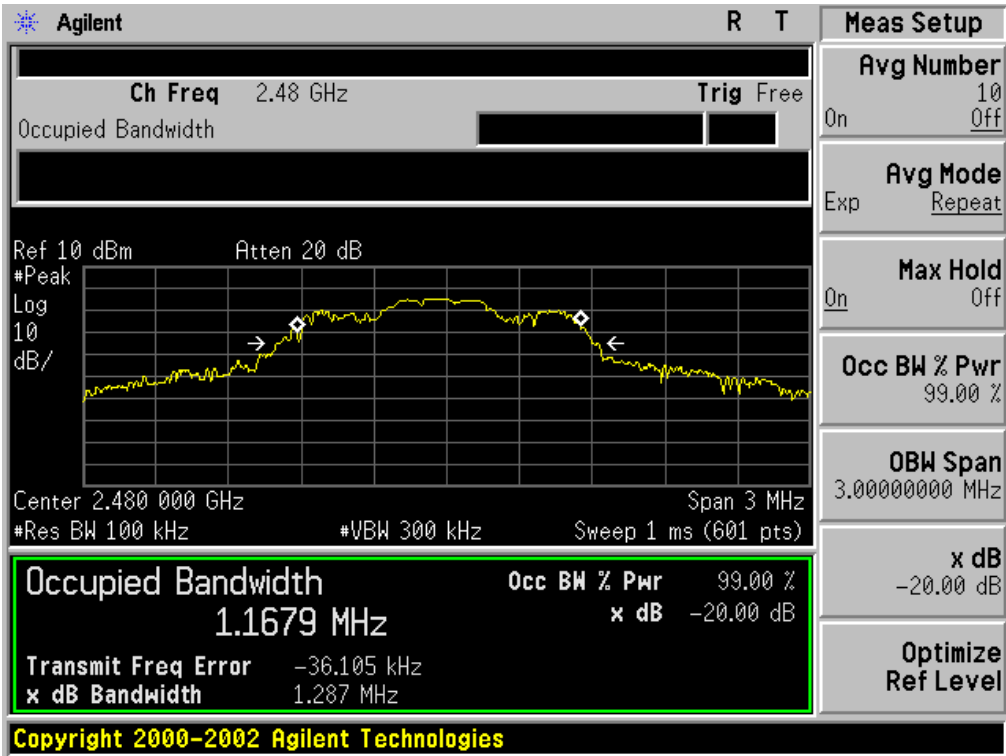 Agilent R T
Ch Freq 2.48 GHz Trig Free
Occupied Bandwidth
Ref 10 dBm Atten 20 dB
#Peak
Log
10
dB/
Center 2.480 000 GHz Span 3 MHz
#Res BW 100 kHz #VBW 300 kHz Sweep 1 ms (601 pts)
Occupied Bandwidth Occ BW % Pwr 99.00 %
1.1679 MHz x dB -20.00 dB
Transmit Freq Error -36.105 kHz
x dB Bandwidth 1.287 MHz
Copyright 2000-2002 Agilent Technologies
Meas Setup
Avg Number
10
On Off
Avg Mode
Exp Repeat
Max Hold
On Off
Occ BW % Pwr
99.00 %
OBW Span
3.00000000 MHz
x dB
-20.00 dB
Optimize
Ref Level